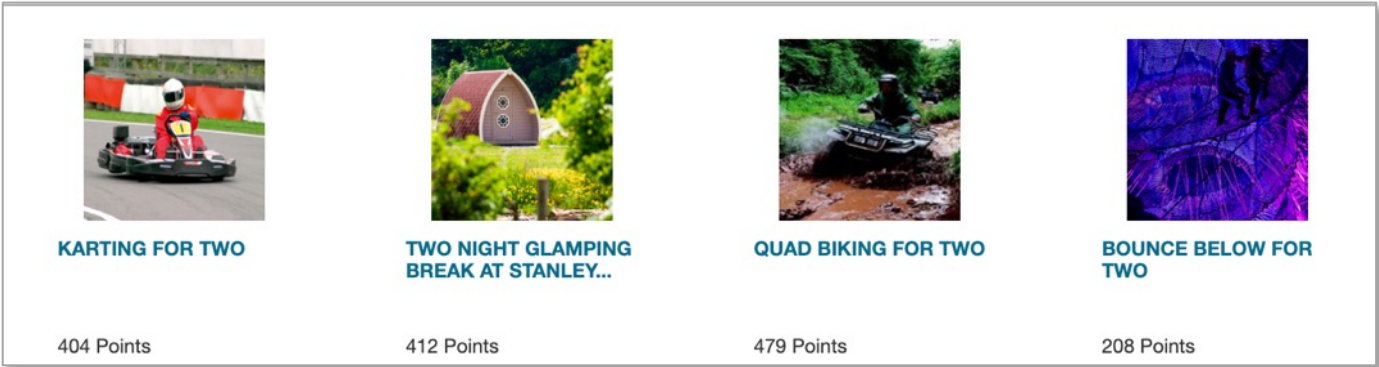 KARTING FOR TWO
404 Points
TWO NIGHT GLAMPING
BREAK AT STANLEY...
412 Points
QUAD BIKING FOR TWO
479 Points
BOUNCE BELOW FOR
TWO
208 Points